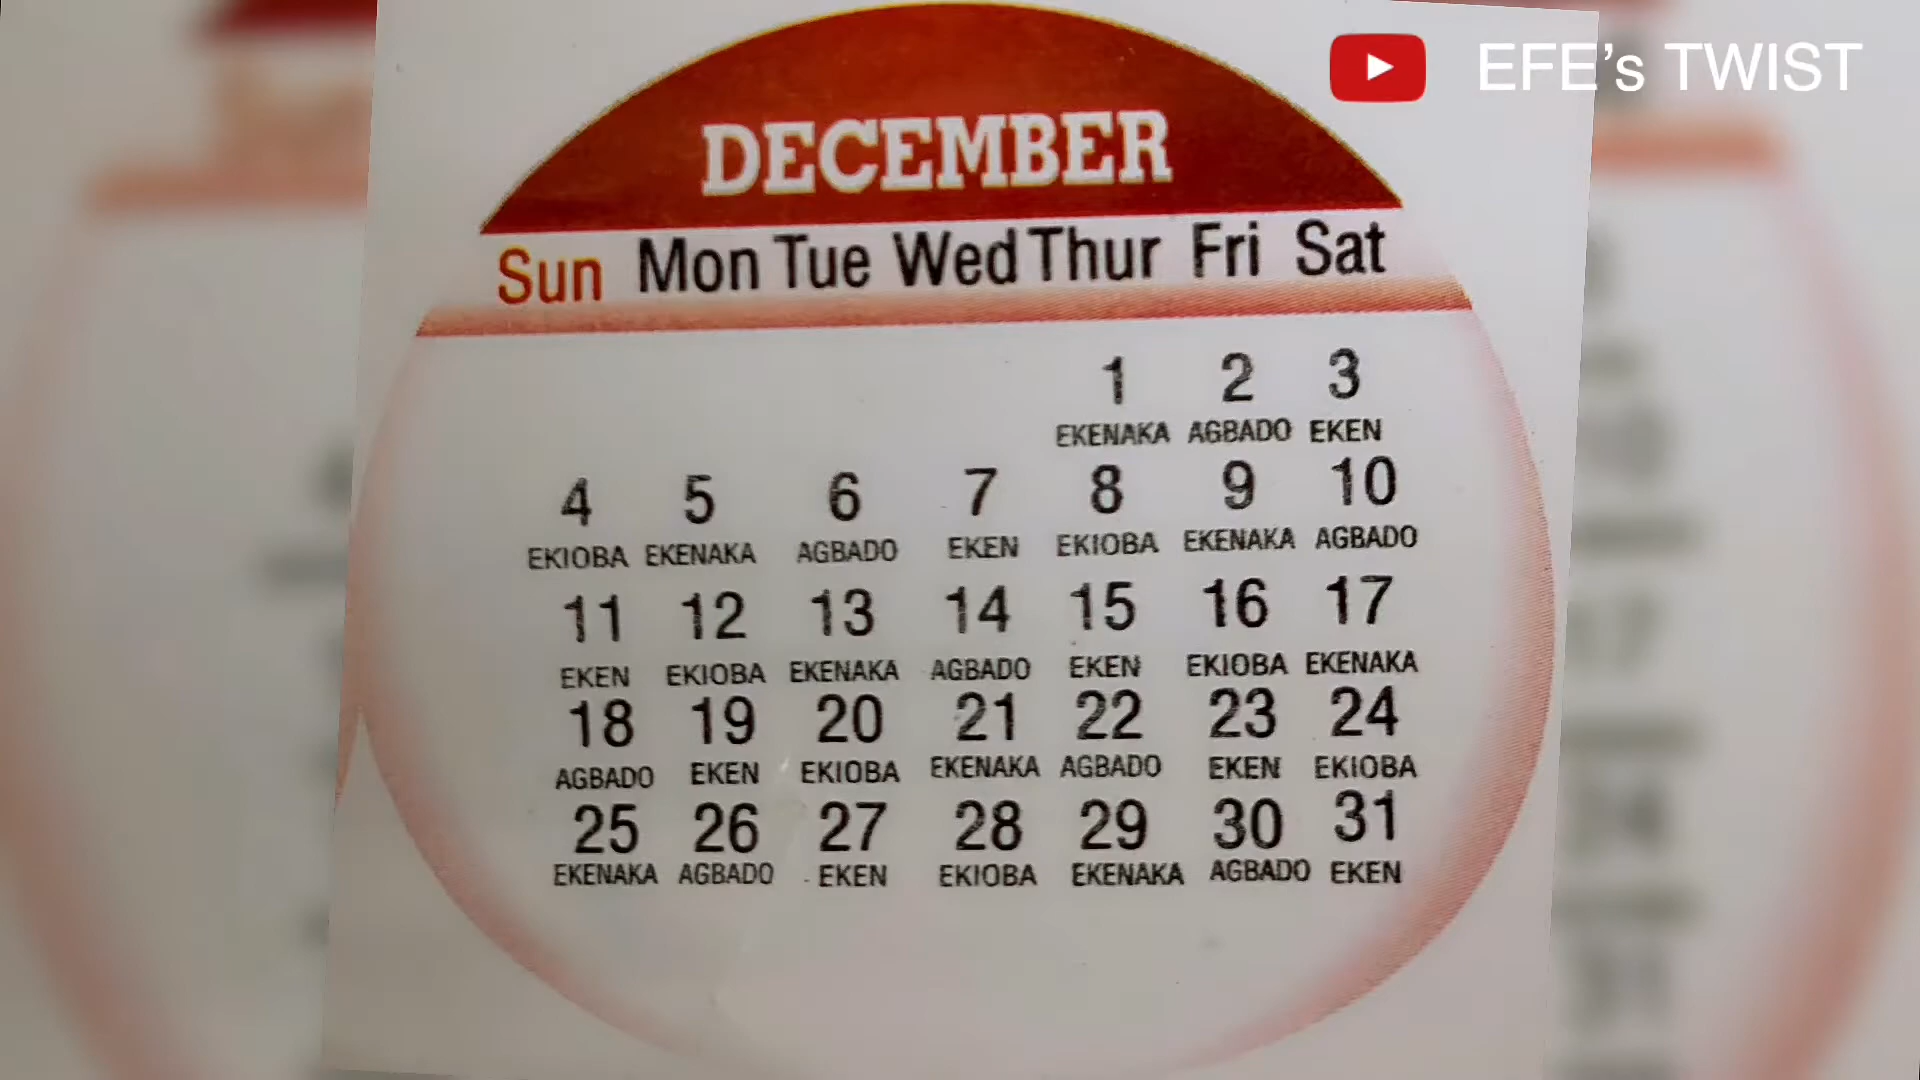 EFE's TWIST
DECEMBER
Sun Mon Tue Wed Thur Fri Sat
1 2 3
EKENAKA AGBADO EKEN
4 5 6 7 8 9 10
EKIOBA EKENAKA AGBADO EKEN EKIOBA EKENAKA AGBADO
11 12 13 14 15 16 17
EKEN EKIOBA EKENAKA AGBADO EKEN EKIOBA EKENAKA
18 19 20 21 22 23 24
AGBADO EKEN EKIOBA EKENAKA AGBADO EKEN EKIOBA
25 26 27 28 29 30 31
EKENAKA AGBADO EKEN EKIOBA EKENAKA AGBADO EKEN